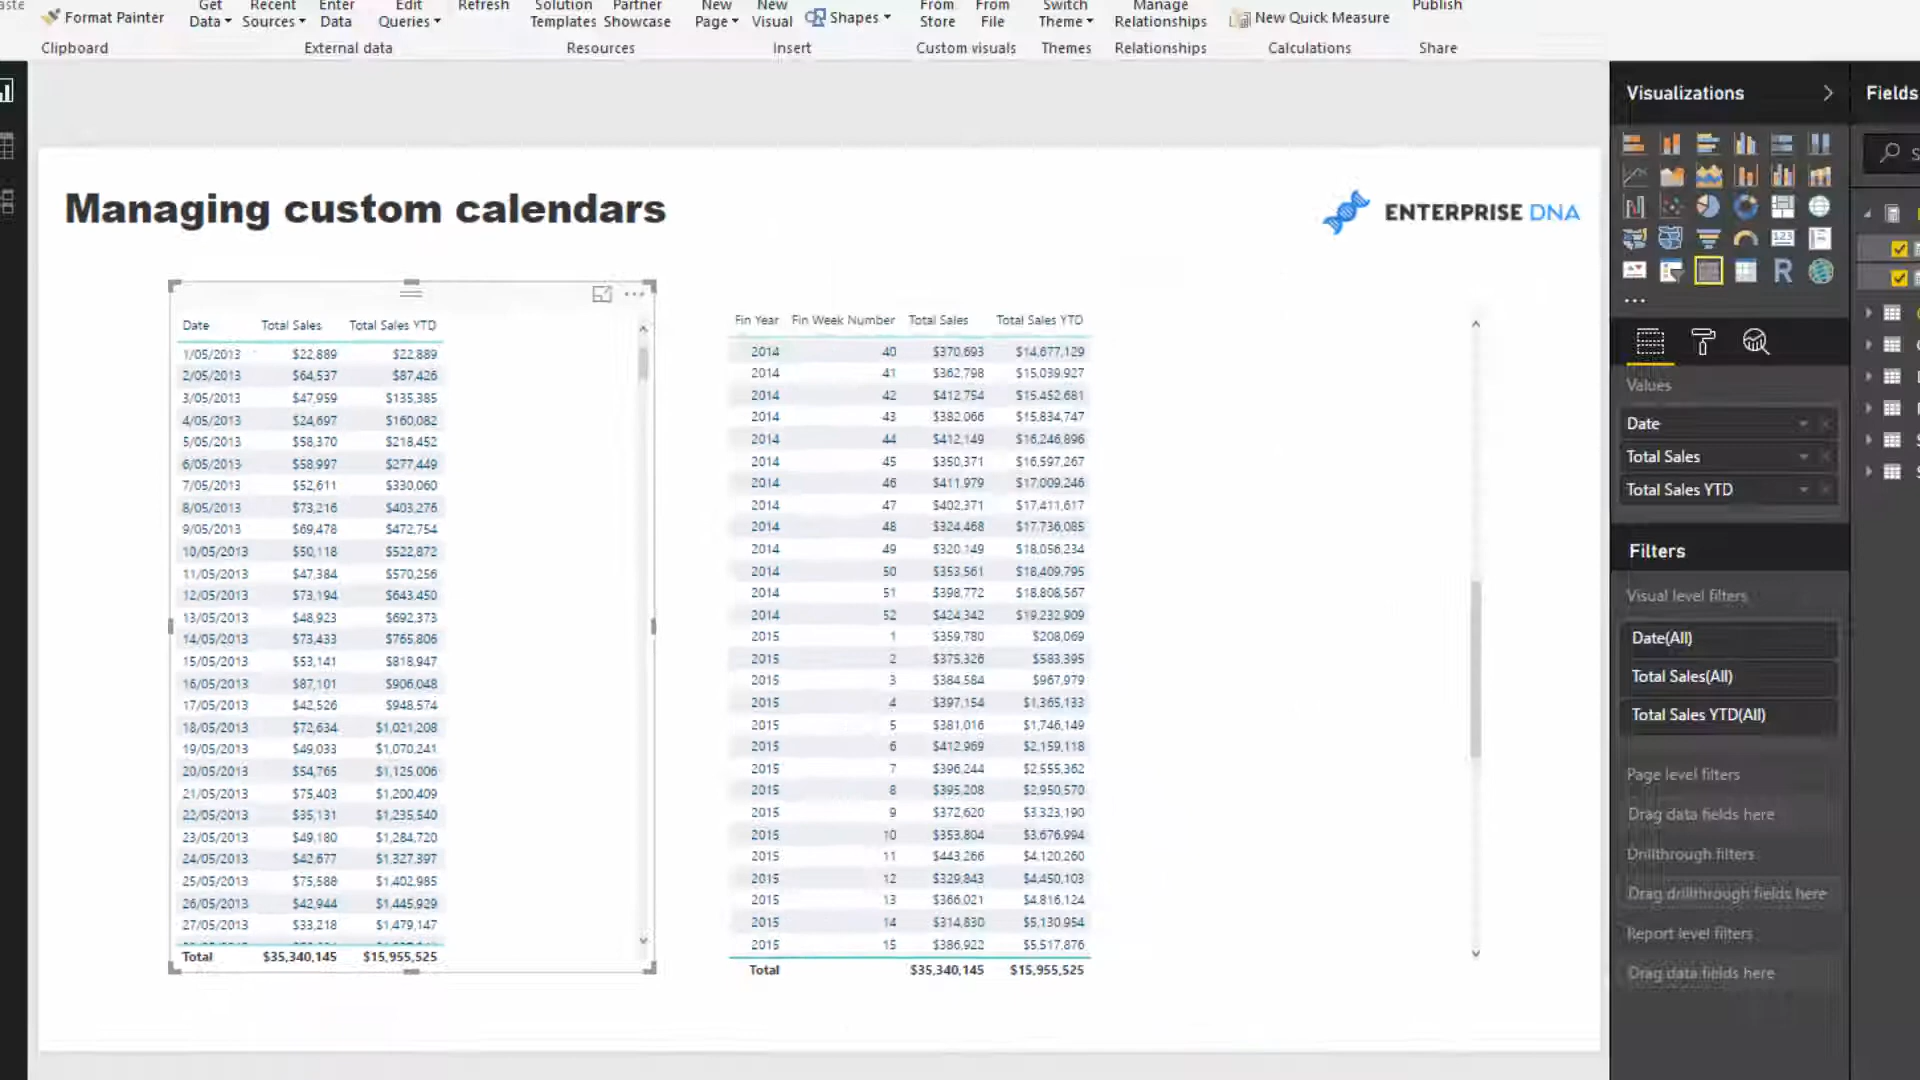 Format Painter
Get
Data
Recent
Sources
Enter
Data
Edit
Queries
Refresh
Solution
Templates
Partner
Showcase
New
Page
New
Visual
Shapes
From
Store
From
File
Switch
Theme
Manage
Relationships
New Quick Measure
Publish
Clipboard
External data
Resources
Insert
Custom visuals
Themes
Relationships
Calculations
Share
Managing custom calendars
ENTERPRISE DNA
Date Total Sales Total Sales YTD
1/05/2013 $22,889 $22,889
2/05/2013 $64,537 $87,426
3/05/2013 $47,959 $135,385
4/05/2013 $24,697 $160,082
5/05/2013 $58,370 $218,452
6/05/2013 $58,997 $277,449
7/05/2013 $52,611 $330,060
8/05/2013 $73,216 $403,276
9/05/2013 $69,478 $472,754
10/05/2013 $50,118 $522,872
11/05/2013 $47,384 $570,256
12/05/2013 $73,194 $643,450
13/05/2013 $48,923 $692,373
14/05/2013 $73,433 $765,806
15/05/2013 $53,141 $818,947
16/05/2013 $87,101 $906,048
17/05/2013 $42,526 $948,574
18/05/2013 $72,634 $1,021,208
19/05/2013 $49,033 $1,070,241
20/05/2013 $54,765 $1,125,006
21/05/2013 $75,403 $1,200,409
22/05/2013 $35,131 $1,235,540
23/05/2013 $49,180 $1,284,720
24/05/2013 $42,677 $1,327,397
25/05/2013 $75,588 $1,402,985
26/05/2013 $42,944 $1,445,929
27/05/2013 $33,218 $1,479,147
Total $35,340,145 $15,955,525
Fin Year Fin Week Number Total Sales Total Sales YTD
2014 40 $370,693 $14,677,129
2014 41 $362,798 $15,039,927
2014 42 $412,754 $15,452,681
2014 43 $382,066 $15,834,747
2014 44 $412,149 $16,246,896
2014 45 $350,371 $16,597,267
2014 46 $411,979 $17,009,246
2014 47 $402,371 $17,411,617
2014 48 $324,468 $17,736,085
2014 49 $320,149 $18,056,234
2014 50 $353,561 $18,409,795
2014 51 $398,772 $18,808,567
2014 52 $424,342 $19,232,909
2015 1 $359,780 $208,069
2015 2 $375,326 $583,395
2015 3 $384,584 $967,979
2015 4 $397,154 $1,365,133
2015 5 $381,016 $1,746,149
2015 6 $412,969 $2,159,118
2015 7 $396,244 $2,555,362
2015 8 $395,208 $2,950,570
2015 9 $372,620 $3,323,190
2015 10 $353,804 $3,676,994
2015 11 $443,266 $4,120,260
2015 12 $329,843 $4,450,103
2015 13 $366,021 $4,816,124
2015 14 $314,830 $5,130,954
2015 15 $386,922 $5,517,876
Total $35,340,145 $15,955,525
Visualizations
Values
Date
Total Sales
Total Sales YTD
Filters
Visual level filters
Date(All)
Total Sales(All)
Total Sales YTD(All)
Page level filters
Drag data fields here
Drillthrough filters
Drag drillthrough fields here
Report level filters
Drag data fields here
Fields